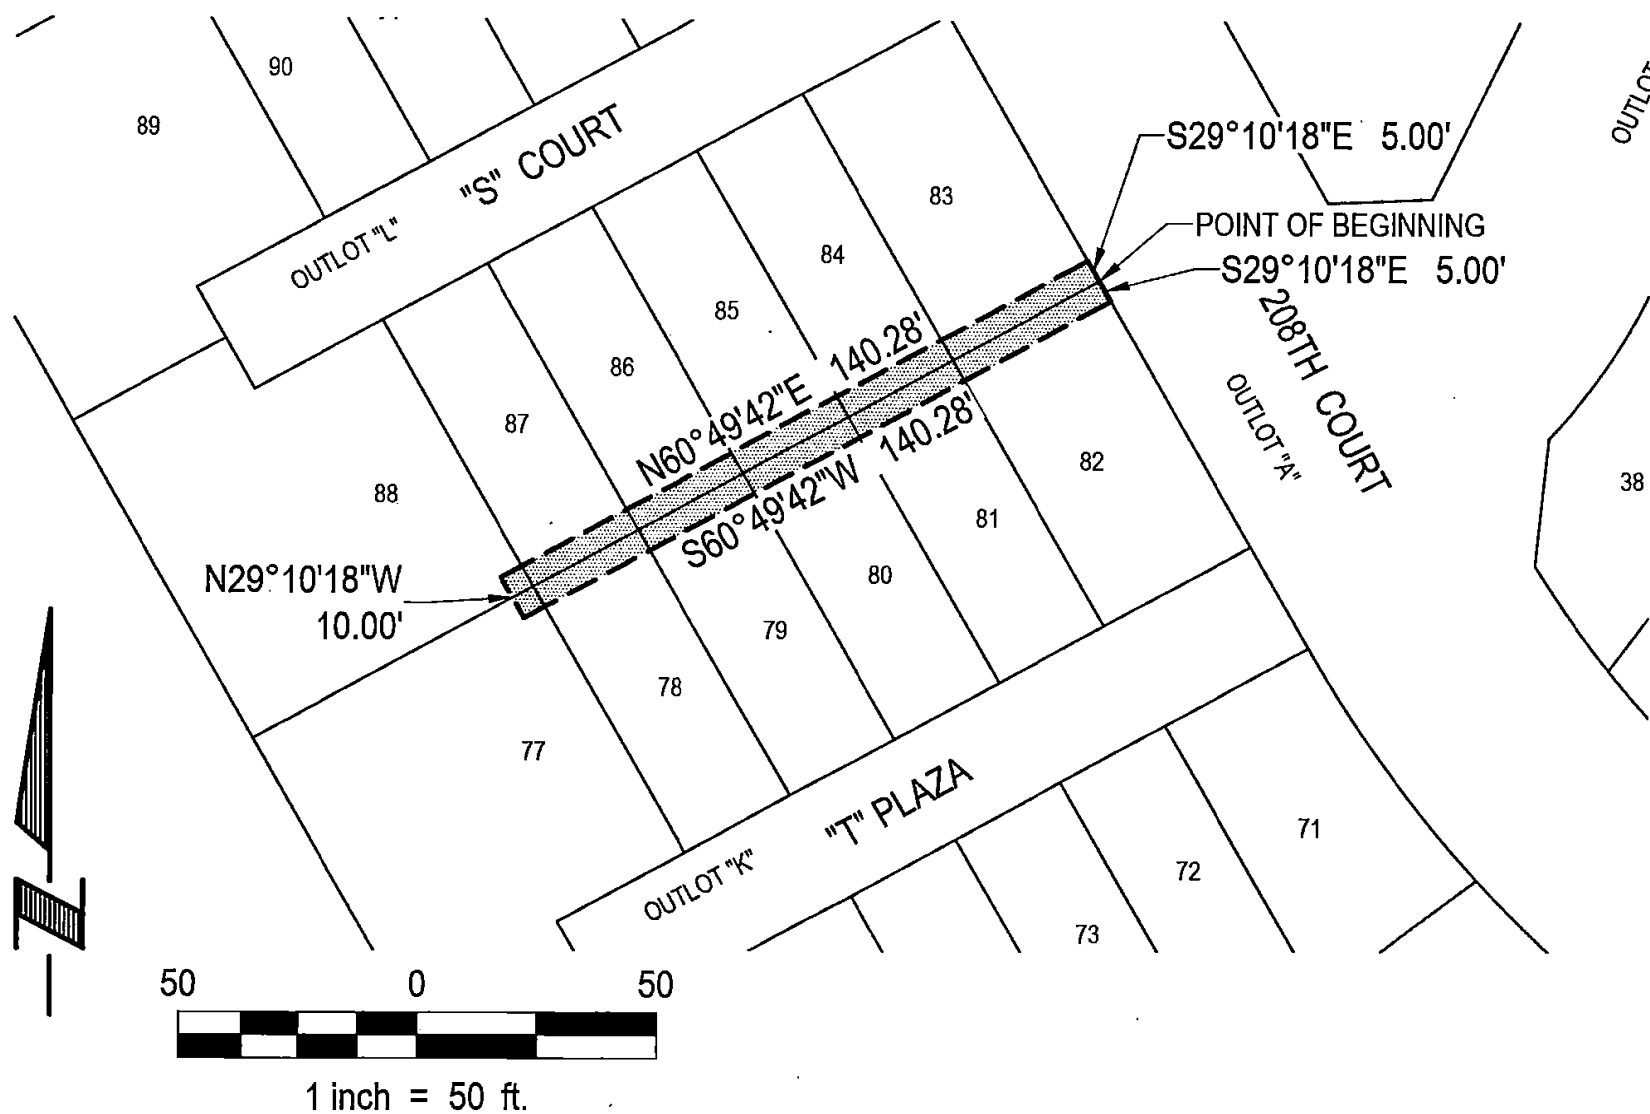 90
89
"S" COURT
OUTLOT "L"
OUTLOT
S29°10'18"E 5.00'
83
POINT OF BEGINNING
84
S29°10'18"E 5.00'
85
208TH COURT
OUTLOT "A"
86
N60°49'42"E 140.28'
87
S60°49'42"W 140.28'
88
82
38
81
80
N29°10'18"W
10.00'
79
78
77
"T" PLAZA
OUTLOT "K"
71
72
73
50 0 50
1 inch = 50 ft.